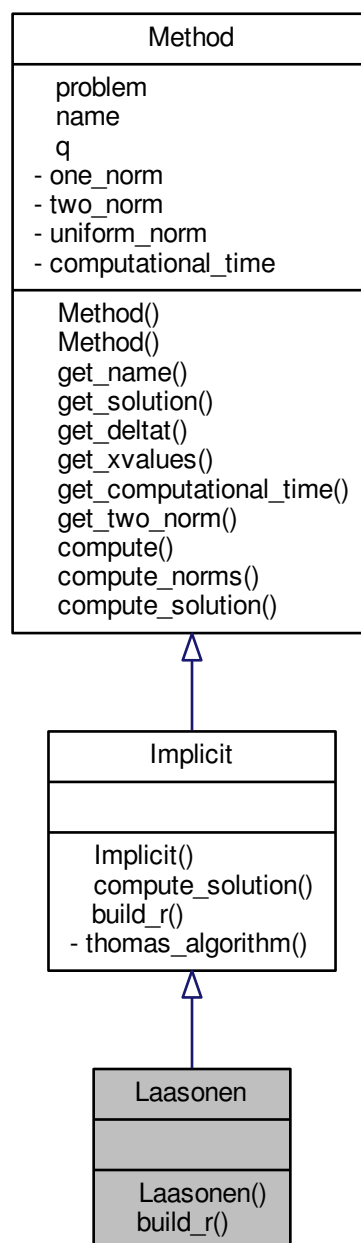 Method
problem
name
q
- one_norm
- two_norm
- uniform_norm
- computational_time
Method()
Method()
get_name()
get_solution()
get_deltat()
get_xvalues()
get_computational_time()
get_two_norm()
compute()
compute_norms()
compute_solution()
Implicit
Implicit()
compute_solution()
build_r()
- thomas_algorithm()
Laasonen
Laasonen()
build_r()